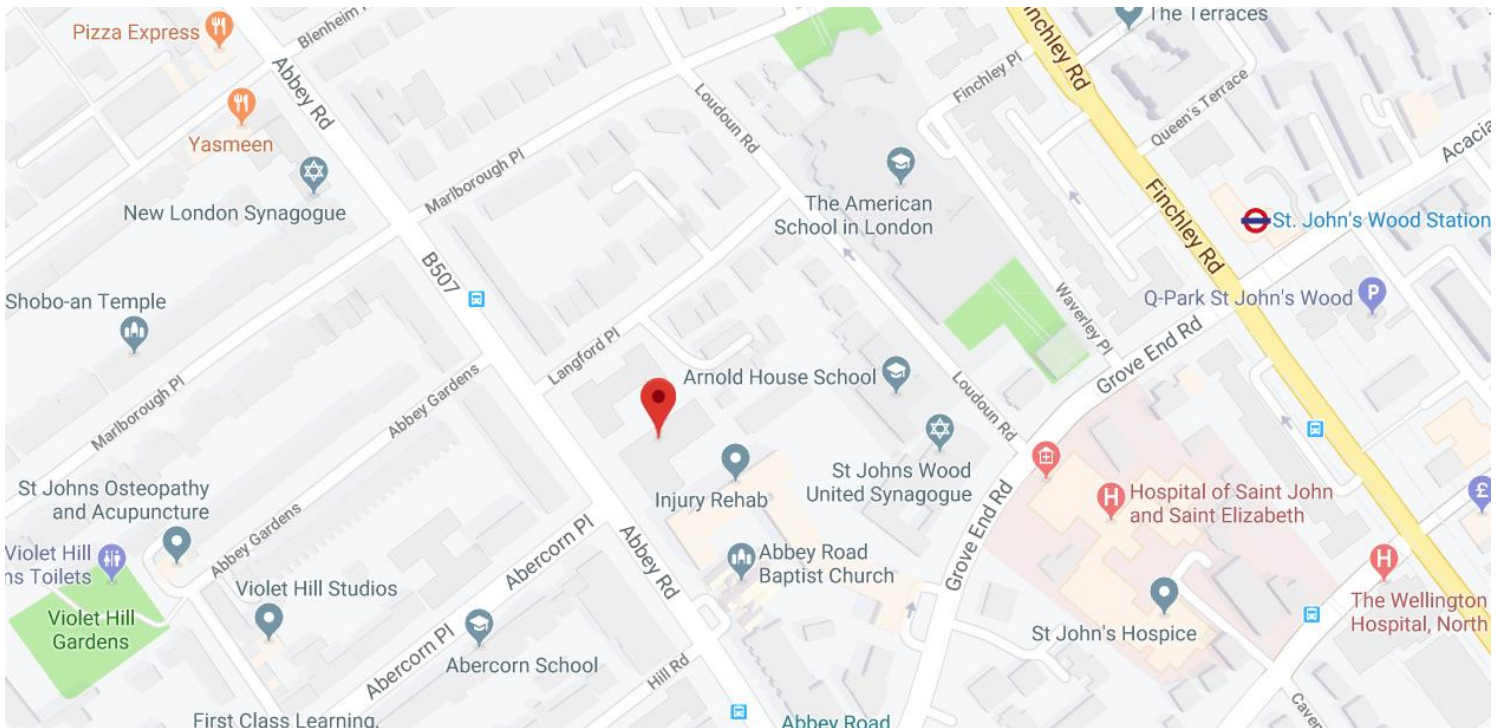 The Terraces
Pizza Express
Blenheim
Finchley Rd
Abbey Rd
Finchley Pl
Loudoun Rd
Queen's Terrace
Yasmeen
Acacia
Marlborough Pl
The American
School in London
Finchley Rd
New London Synagogue
St. John's Wood Station
B507
Shobo-an Temple
Waverley Pl
Q-Park St John's Wood
P
Langford Pl
Grove End Rd
Arnold House School
Marlborough Pl
Abbey Gardens
Loudoun Rd
St Johns Wood
United Synagogue
St Johns Osteopathy
and Acupuncture
Injury Rehab
H
Hospital of Saint John
and Saint Elizabeth
£
Abbey Gardens
Abercorn Pl
Grove End Rd
Violet Hill
ns Toilets
Abbey Rd
Abbey Road
Baptist Church
H
Violet Hill Studios
Violet Hill
Gardens
The Wellington
Hospital, North
St John's Hospice
Abercorn Pl
Abercorn School
Hill Rd
Caven
First Class Learning,
Abbey Road